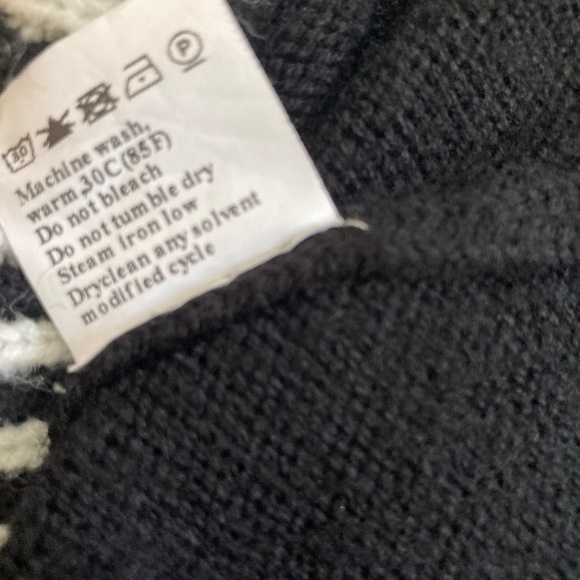 30 P
Machine wash,
warm 30C(85F)
Do not bleach
Do not tumble dry
Steam iron low
Dryclean any solvent
modified cycle